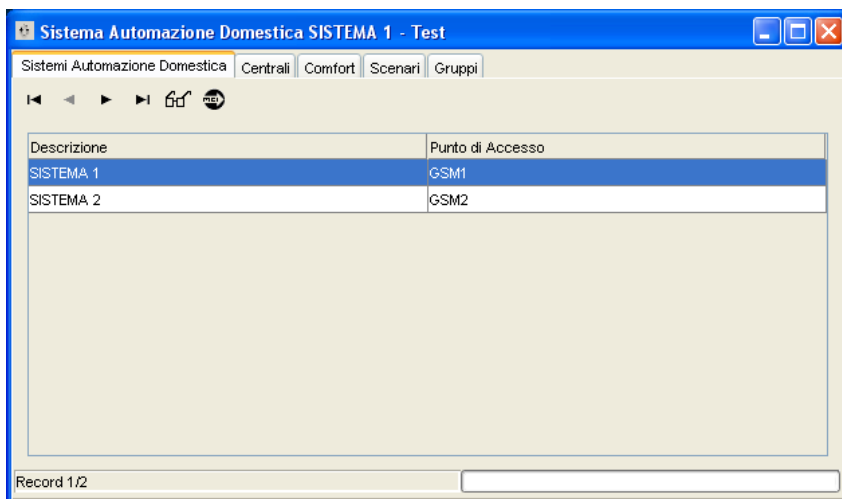 Sistema Automazione Domestica SISTEMA 1 - Test
Sistemi Automazione Domestica Centrali Comfort Scenari Gruppi
Descrizione Punto di Accesso
SISTEMA 1 GSM1
SISTEMA 2 GSM2
Record 1/2